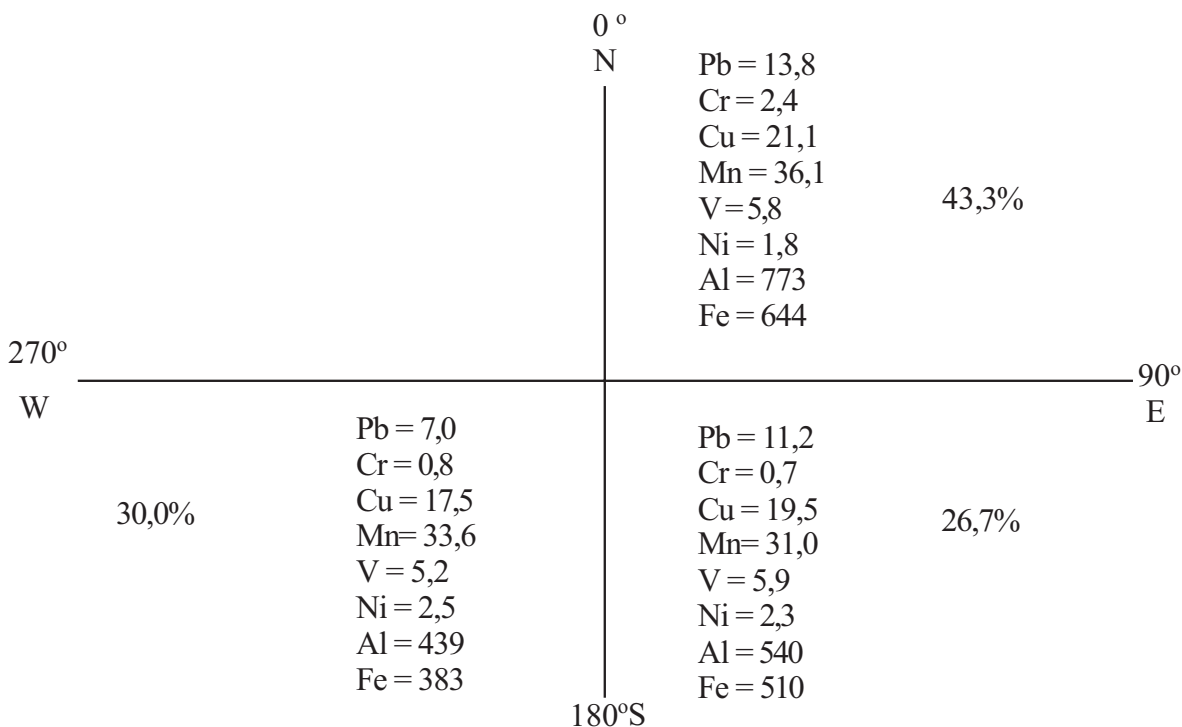 0 º
N
Pb = 13,8
Cr = 2,4
Cu = 21,1
Mn = 36,1
V = 5,8
Ni = 1,8
Al = 773
Fe = 644
43,3%
270º
W
90º
E
Pb = 7,0
Cr = 0,8
Cu = 17,5
Mn= 33,6
V = 5,2
Ni = 2,5
Al = 439
Fe = 383
30,0%
Pb = 11,2
Cr = 0,7
Cu = 19,5
Mn= 31,0
V = 5,9
Ni = 2,3
Al = 540
Fe = 510
26,7%
180ºS